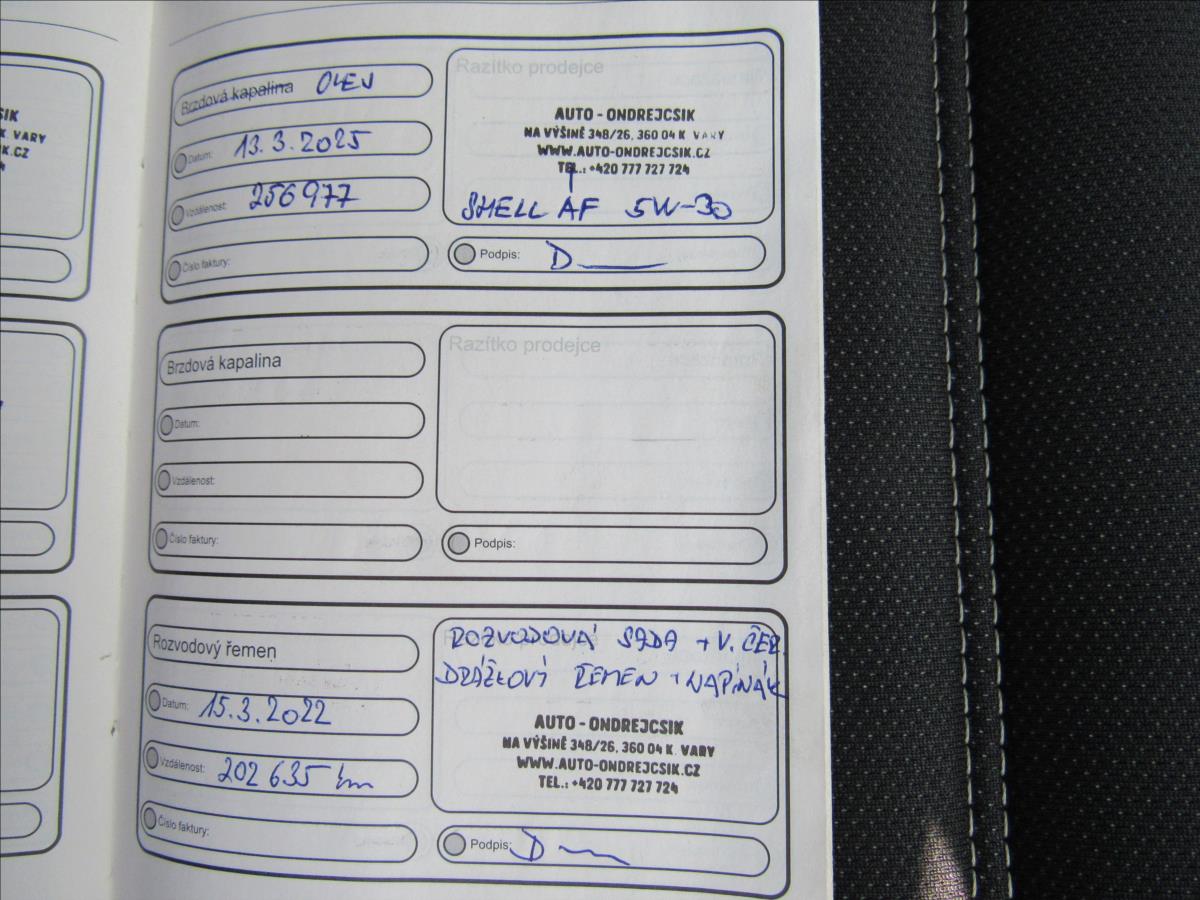 SIK
K. VARY
K.CZ
Brzdová kapalina OLEJ
Datum: 13.3.2025
Vzdálenost: 256977
Číslo faktury:
Razítko prodejce
AUTO - ONDREJCSIK
NA VÝŠINĚ 348/26, 360 04 K. VARY
WWW.AUTO-ONDREJCSIK.CZ
TEL.: +420 777 727 724
SHELL AF 5W-30
Podpis:
Brzdová kapalina
Datum:
Vzdálenost:
Číslo faktury:
Razítko prodejce
Podpis:
Rozvodový řemen
Datum: 15.3.2022
Vzdálenost: 202 635 km
Číslo faktury:
ROZVODOVÁ SADA + V. ČER.
DRÁŽKOVÝ ŘEMEN + NAPÍNÁK
AUTO - ONDREJCSIK
NA VÝŠINĚ 348/26, 360 04 K. VARY
WWW.AUTO-ONDREJCSIK.CZ
TEL.: +420 777 727 724
Podpis: